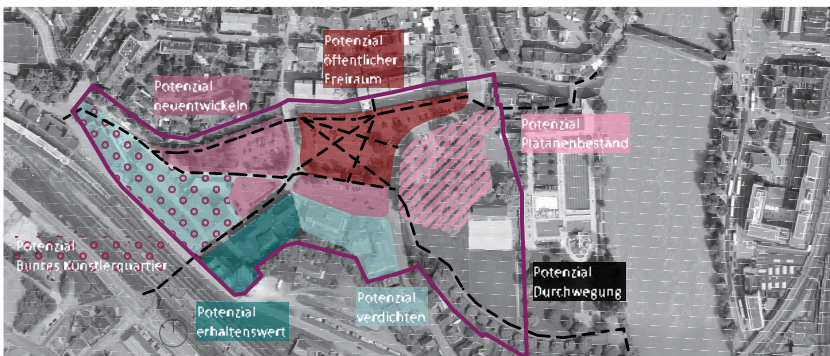 Potenzial
öffentlicher
Freiraum
Potenzial
neuentwickeln
Potenzial
Platanenbestand
Potenzial
Buntes Künstlerquartier
Potenzial
Durchwegung
Potenzial
erhaltenswert
Potenzial
verdichten